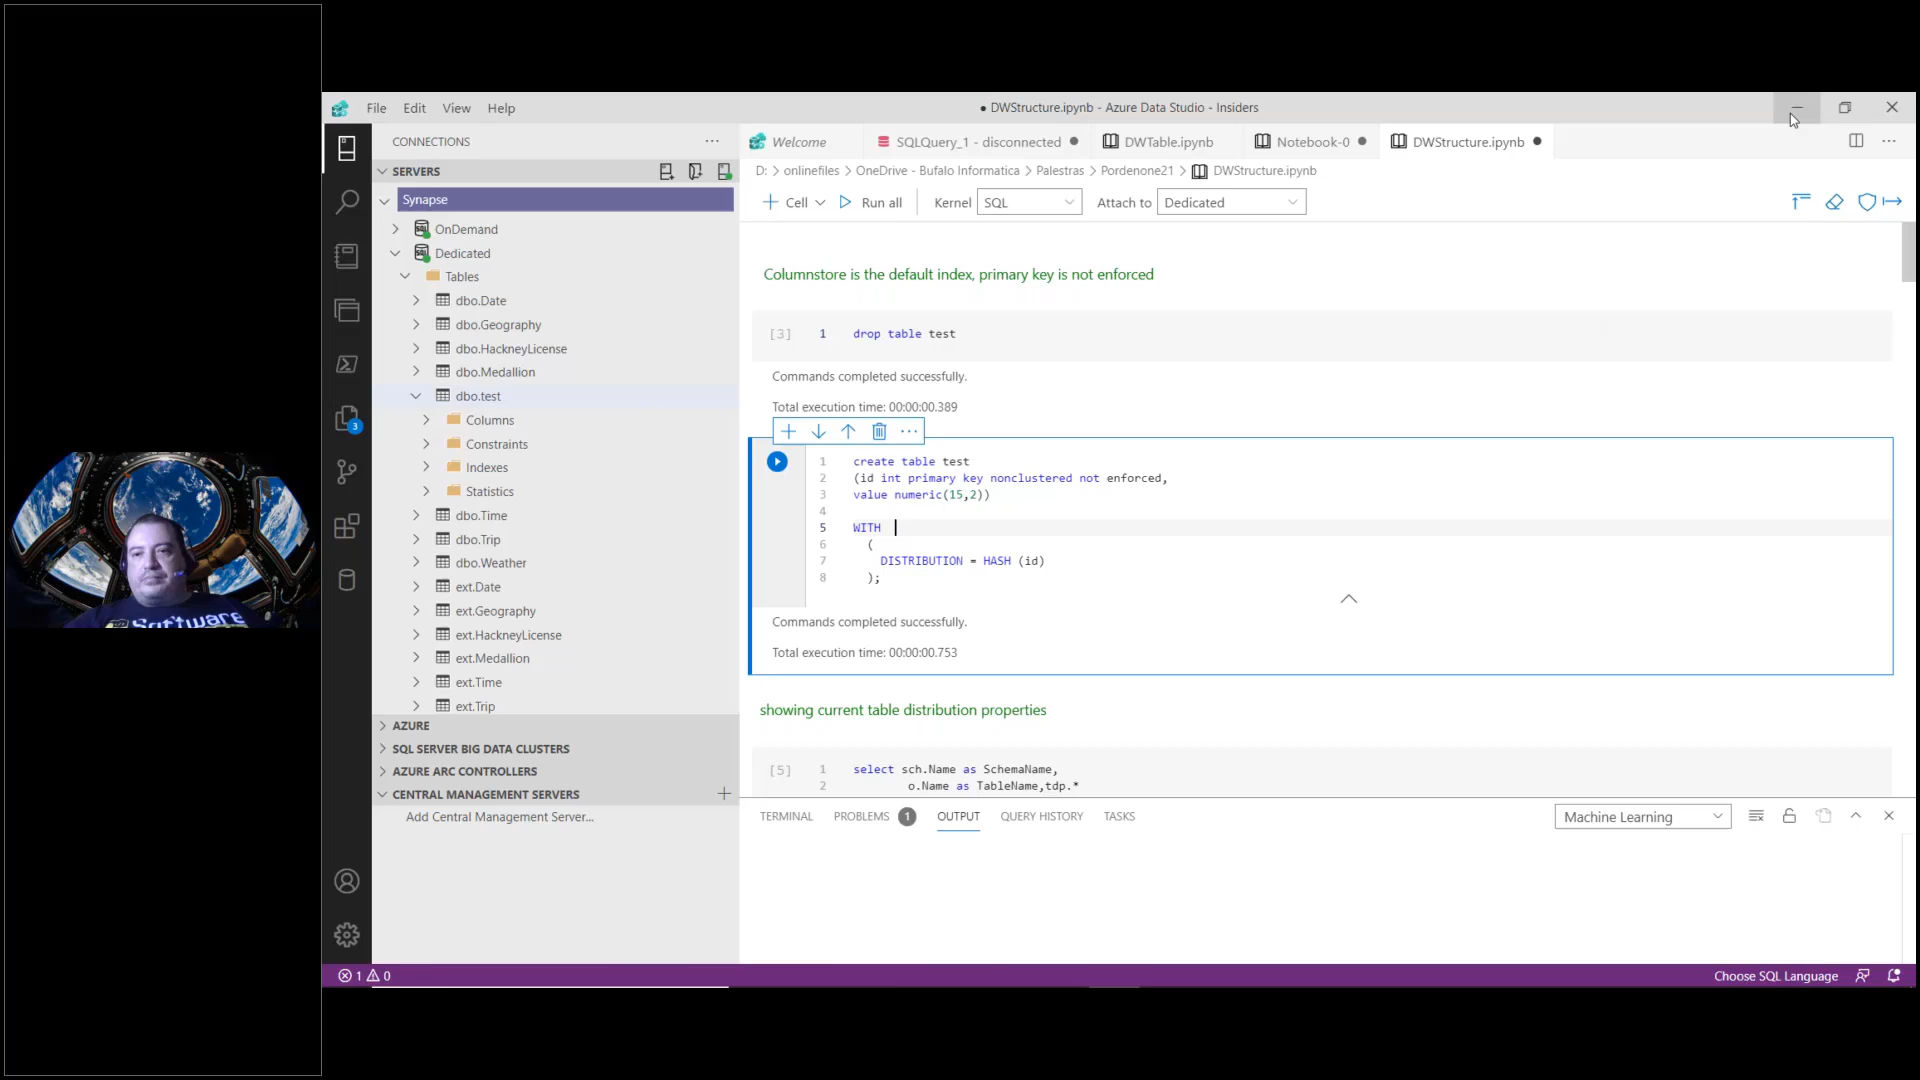 File Edit View Help
● DWStructure.ipynb - Azure Data Studio - Insiders
CONNECTIONS
Welcome
SQLQuery_1 - disconnected
DWTable.ipynb
Notebook-0
DWStructure.ipynb
SERVERS
D: > onlinefiles > OneDrive - Bufalo Informatica > Palestras > Pordenone21 > DWStructure.ipynb
Cell Run all Kernel SQL Attach to Dedicated
Synapse
OnDemand
Dedicated
Tables
dbo.Date
dbo.Geography
dbo.HackneyLicense
dbo.Medallion
dbo.test
Columns
Constraints
Indexes
Statistics
dbo.Time
dbo.Trip
dbo.Weather
ext.Date
ext.Geography
ext.HackneyLicense
ext.Medallion
ext.Time
ext.Trip
AZURE
SQL SERVER BIG DATA CLUSTERS
AZURE ARC CONTROLLERS
CENTRAL MANAGEMENT SERVERS
Add Central Management Server...
3
Columnstore is the default index, primary key is not enforced
[3] 1 drop table test
Commands completed successfully.
Total execution time: 00:00:00.389
1 create table test
2 (id int primary key nonclustered not enforced,
3 value numeric(15,2))
4
5 WITH
6 (
7 DISTRIBUTION = HASH (id)
8 );
Commands completed successfully.
Total execution time: 00:00:00.753
showing current table distribution properties
[5] 1 select sch.Name as SchemaName,
2 o.Name as TableName,tdp.*
TERMINAL PROBLEMS 1 OUTPUT QUERY HISTORY TASKS
Machine Learning
1 0
Choose SQL Language
Software